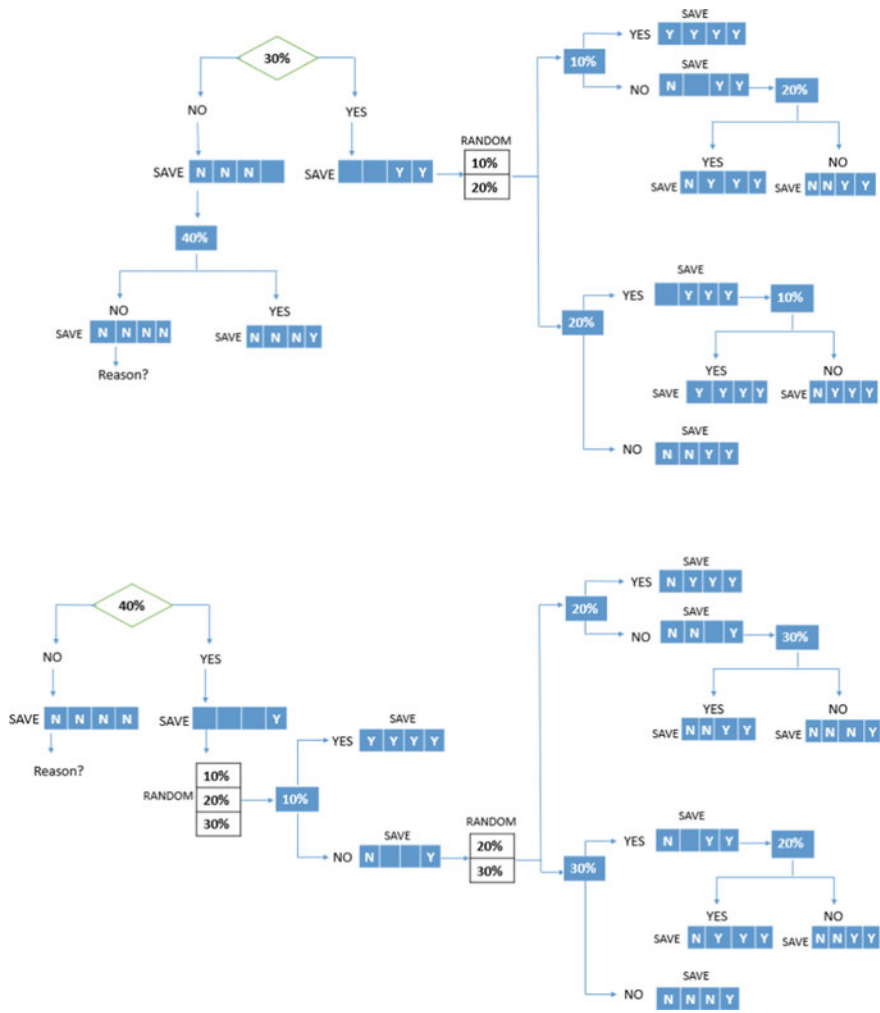 30%
NO
YES
SAVE N N N
SAVE Y Y
40%
NO
YES
SAVE N N N N
SAVE N N N Y
Reason?
RANDOM
10%
20%
10%
YES
SAVE
Y Y Y Y
NO
SAVE
N Y Y
20%
YES
NO
SAVE N Y Y Y
SAVE N N Y Y
20%
YES
SAVE
Y Y Y
10%
YES
NO
SAVE Y Y Y Y
SAVE N Y Y Y
NO
SAVE
N N Y Y
40%
NO
YES
SAVE N N N N
SAVE Y
Reason?
RANDOM
10%
20%
30%
10%
YES
SAVE
Y Y Y Y
NO
SAVE
N Y
RANDOM
20%
30%
20%
YES
SAVE
N Y Y Y
NO
SAVE
N N Y
30%
YES
NO
SAVE N N Y Y
SAVE N N N Y
30%
YES
SAVE
N Y Y
20%
YES
NO
SAVE N Y Y Y
SAVE N N Y Y
NO
SAVE
N N N Y